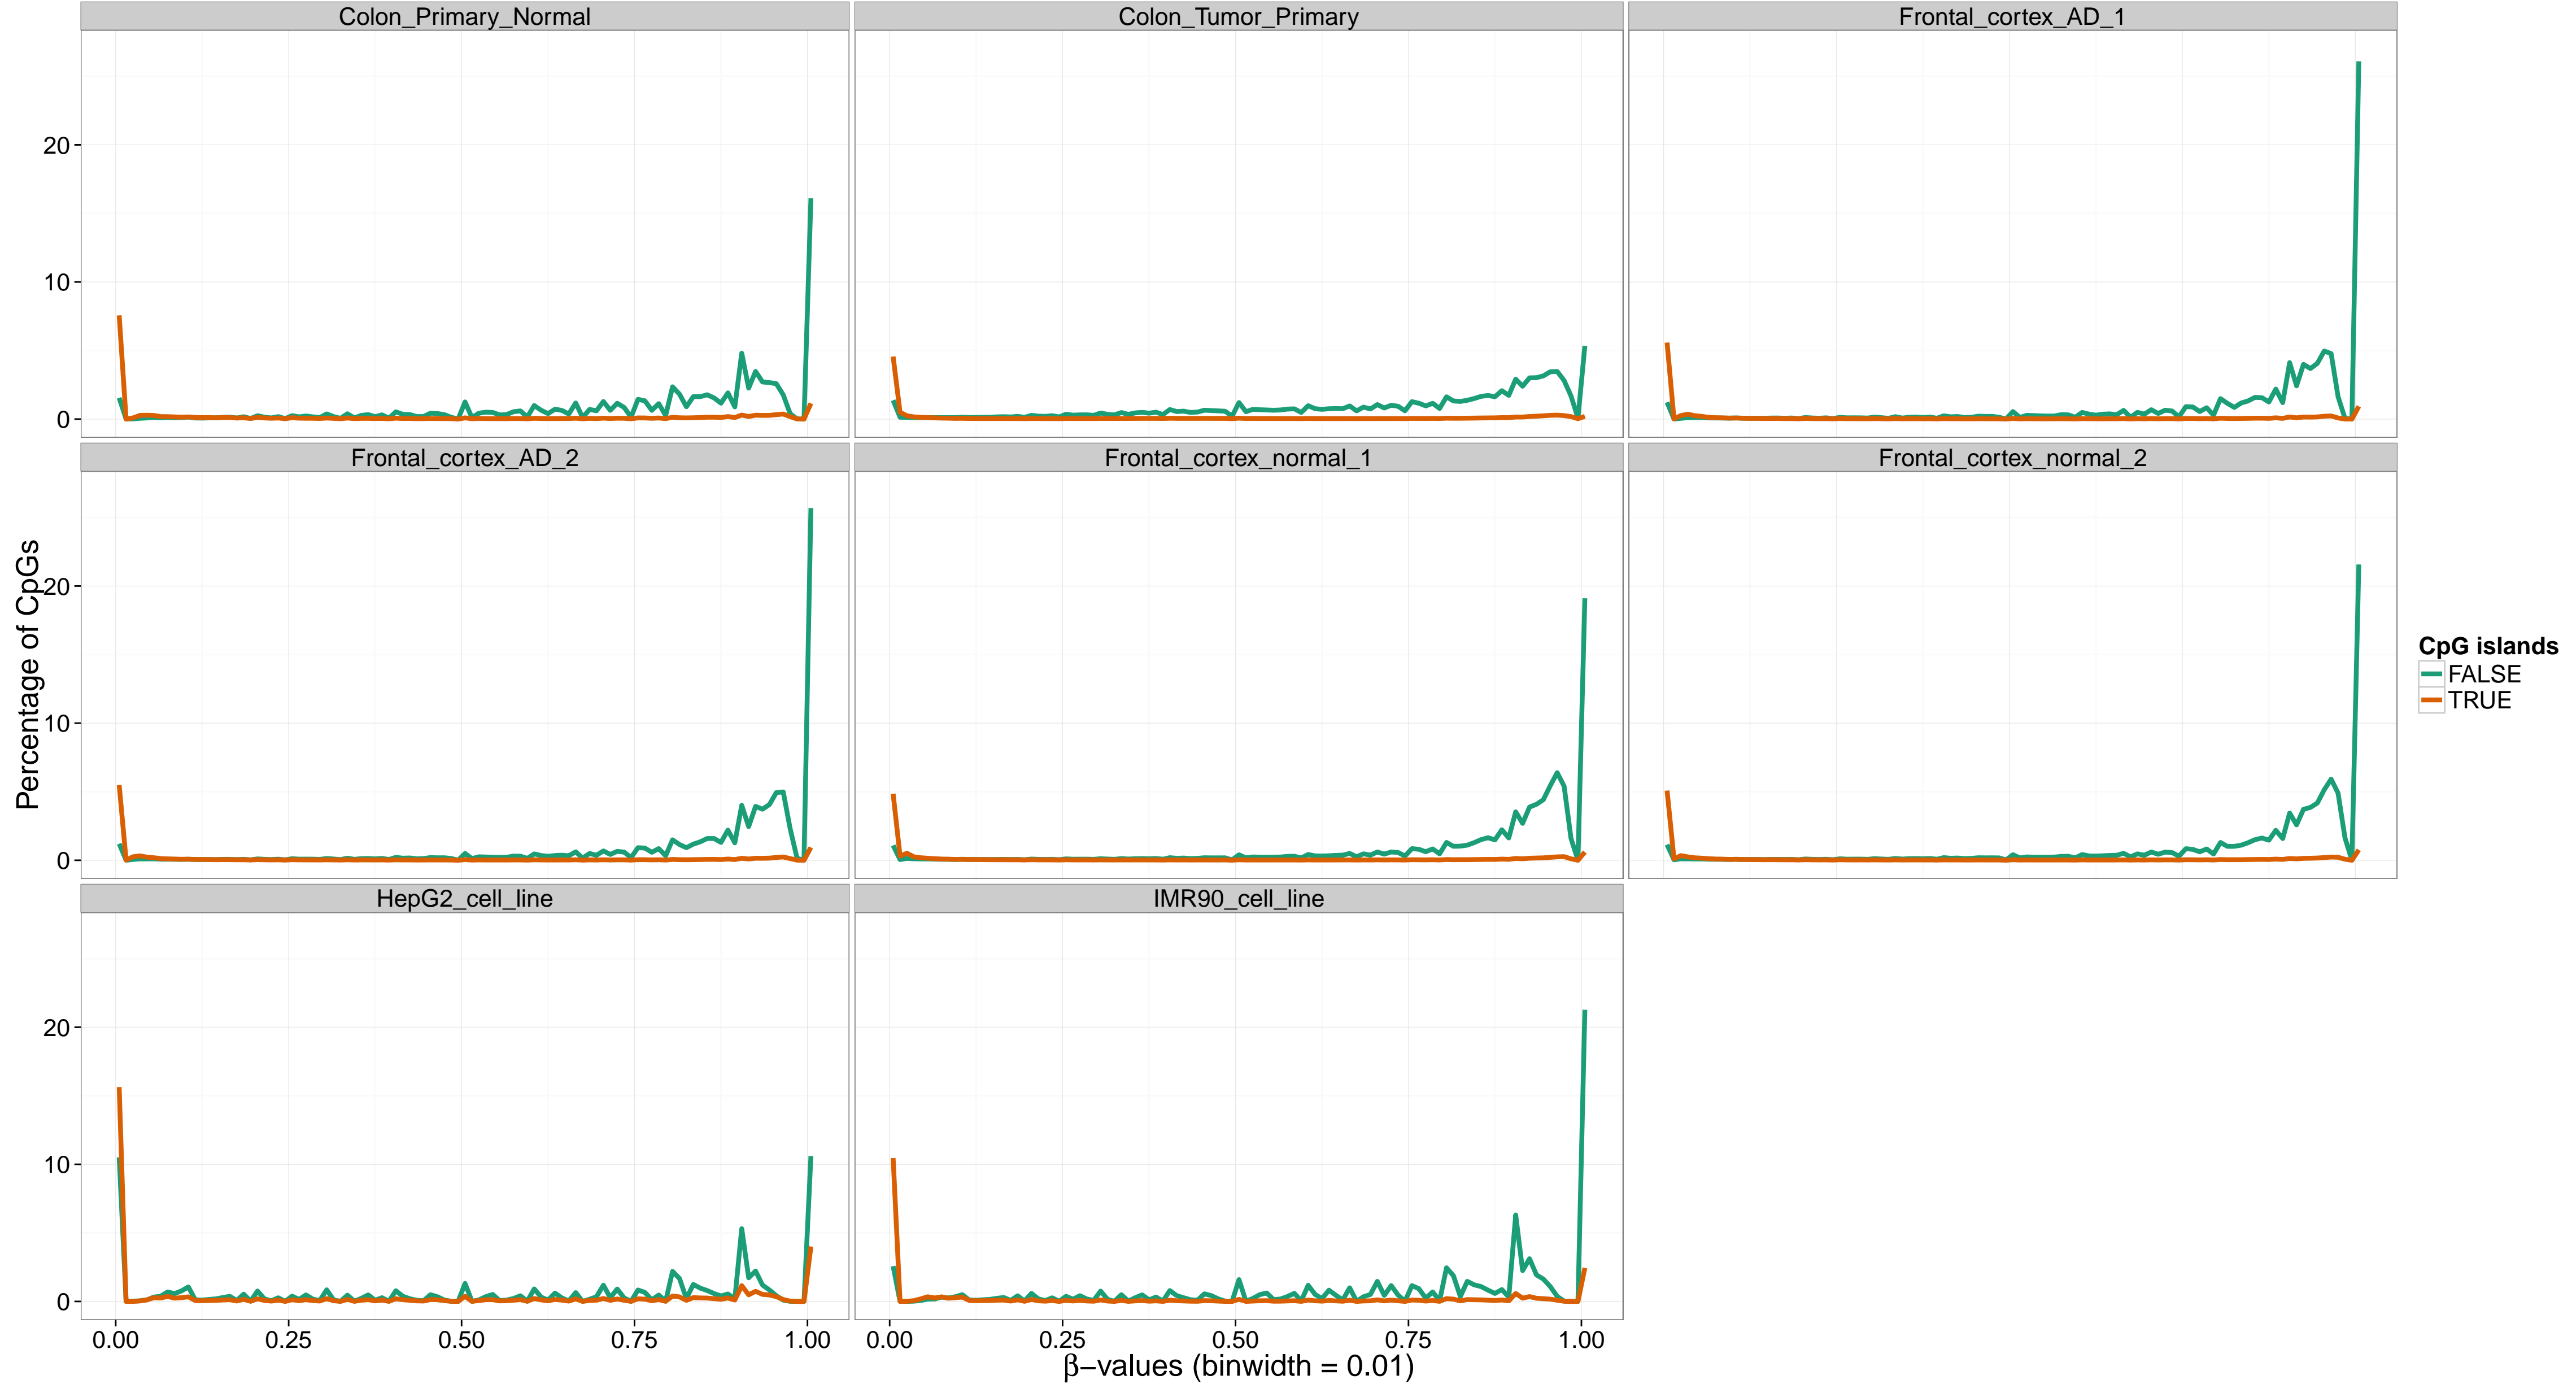 Colon_Primary_Normal
Colon_Tumor_Primary
Frontal_cortex_AD_1
20
10
0
Frontal_cortex_AD_2
Frontal_cortex_normal_1
Frontal_cortex_normal_2
20
10
0
HepG2_cell_line
IMR90_cell_line
20
10
0
0.00 0.25 0.50 0.75 1.00
0.00 0.25 0.50 0.75 1.00
β−values (binwidth = 0.01)
Percentage of CpGs
CpG islands
FALSE
TRUE